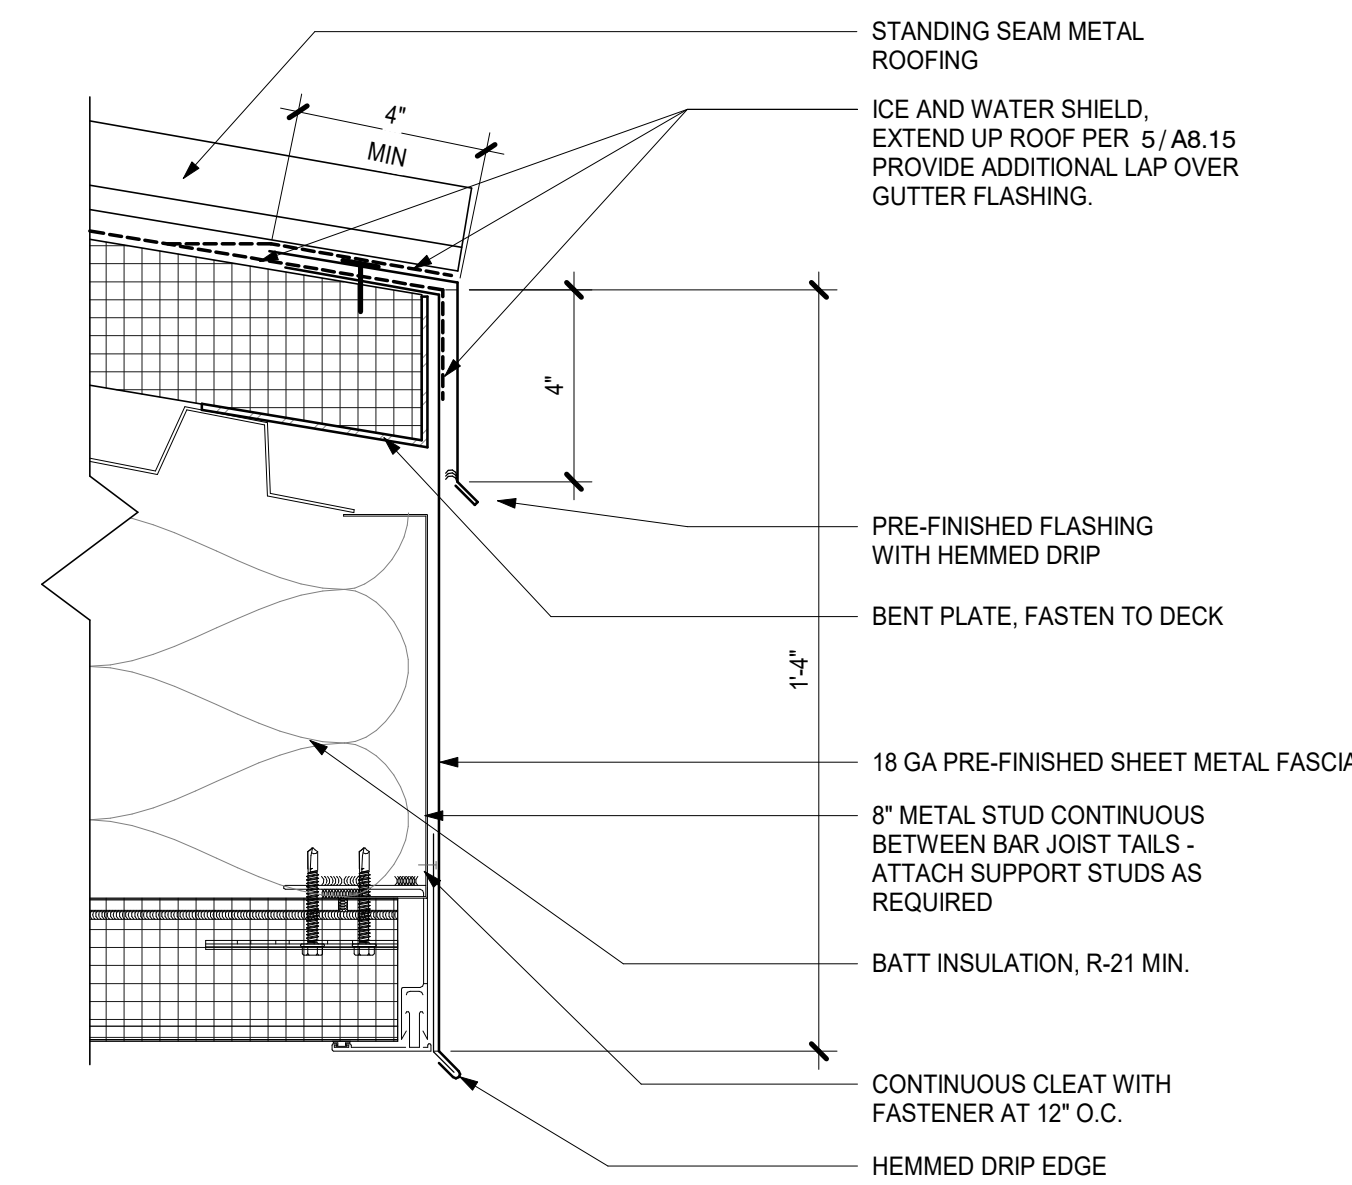 STANDING SEAM METAL
ROOFING
4"
MIN
ICE AND WATER SHIELD,
EXTEND UP ROOF PER 5/A8.15
PROVIDE ADDITIONAL LAP OVER
GUTTER FLASHING.
4"
PRE-FINISHED FLASHING
WITH HEMMED DRIP
BENT PLATE, FASTEN TO DECK
1'-4"
18 GA PRE-FINISHED SHEET METAL FASCIA
8" METAL STUD CONTINUOUS
BETWEEN BAR JOIST TAILS -
ATTACH SUPPORT STUDS AS
REQUIRED
BATT INSULATION, R-21 MIN.
CONTINUOUS CLEAT WITH
FASTENER AT 12" O.C.
HEMMED DRIP EDGE